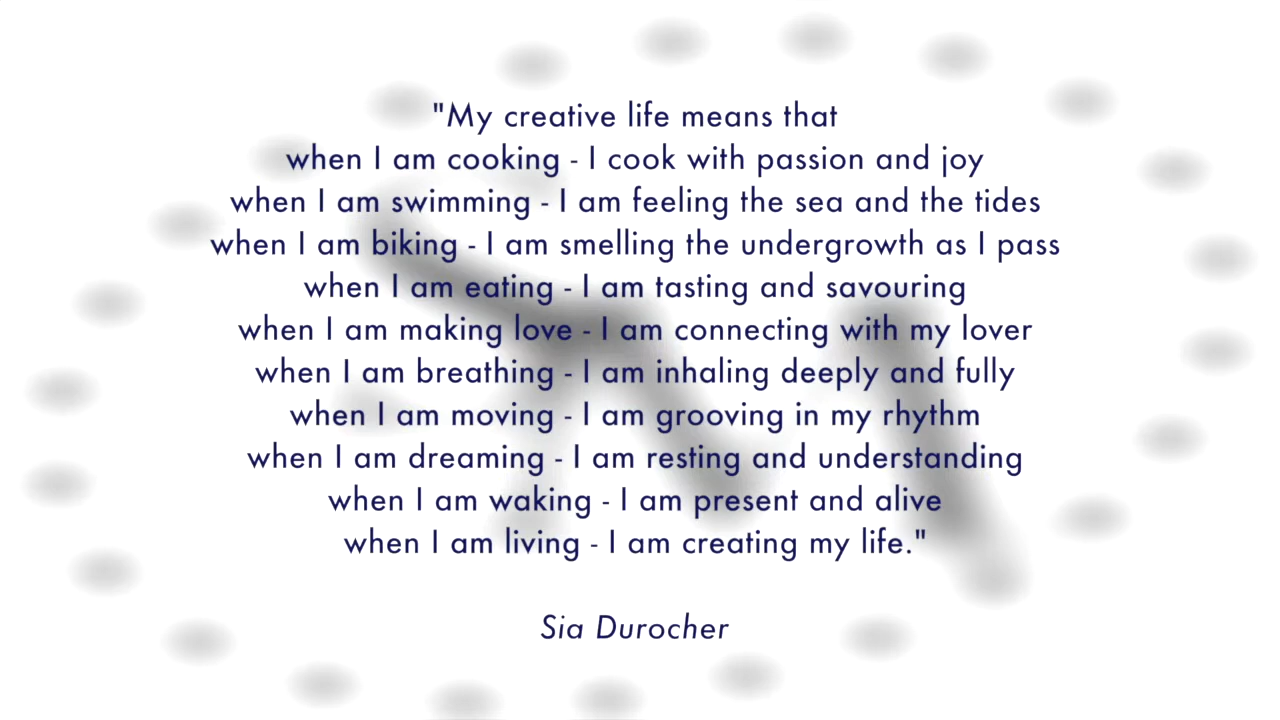 "My creative life means that
when I am cooking - I cook with passion and joy
when I am swimming - I am feeling the sea and the tides
when I am biking - I am smelling the undergrowth as I pass
when I am eating - I am tasting and savouring
when I am making love - I am connecting with my lover
when I am breathing - I am inhaling deeply and fully
when I am moving - I am grooving in my rhythm
when I am dreaming - I am resting and understanding
when I am waking - I am present and alive
when I am living - I am creating my life."
Sia Durocher